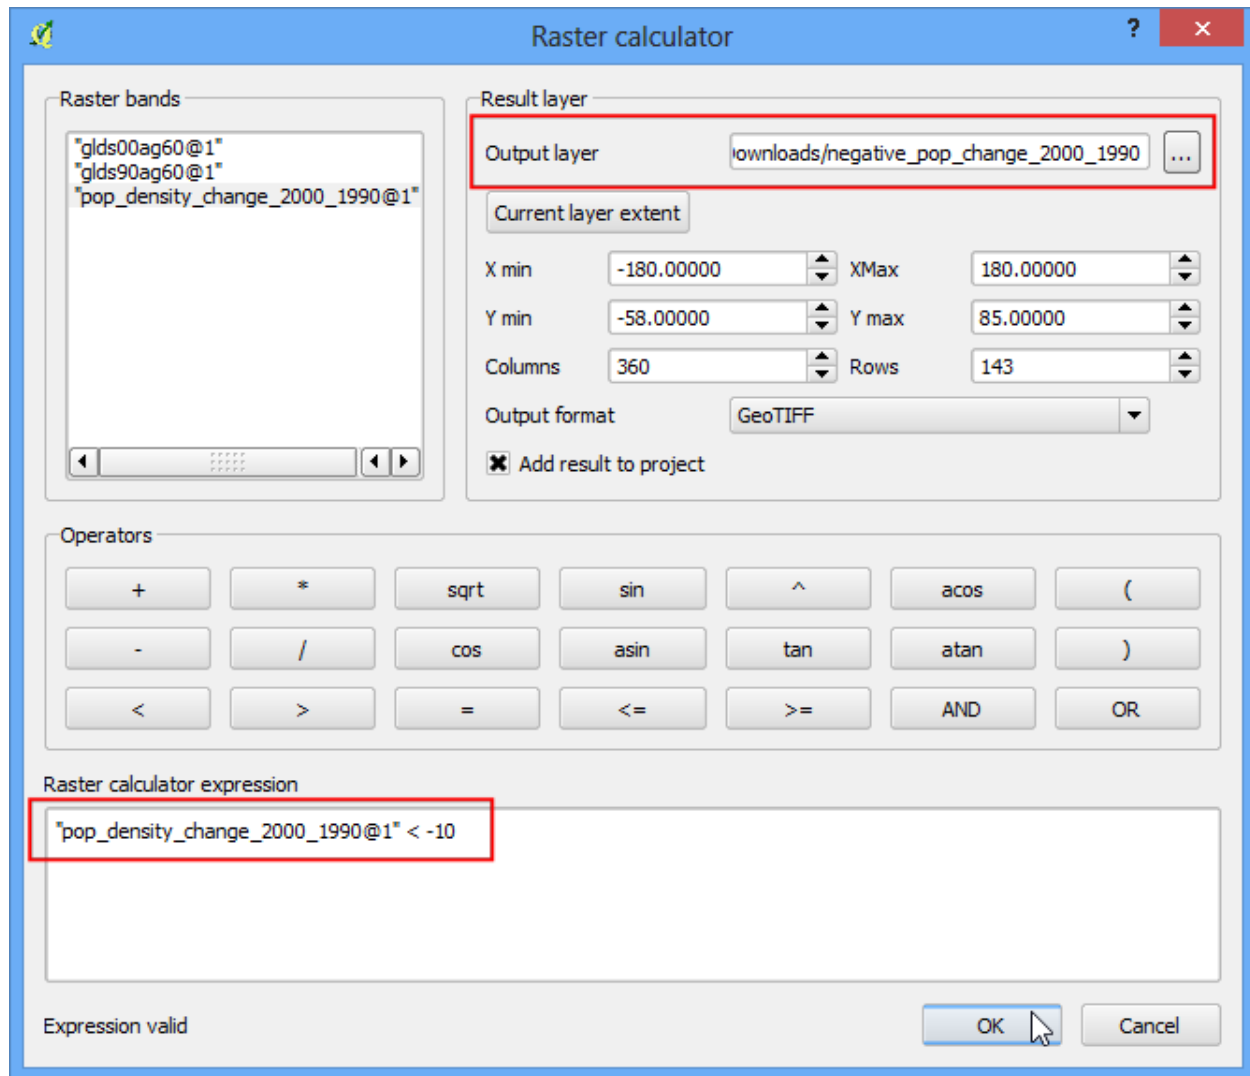 Raster calculator
?
Raster bands
"glds00ag60@1"
"glds90ag60@1"
"pop_density_change_2000_1990@1"
Result layer
Output layer ownloads/negative_pop_change_2000_1990 ...
Current layer extent
X min -180.00000 XMax 180.00000
Y min -58.00000 Y max 85.00000
Columns 360 Rows 143
Output format GeoTIFF
Add result to project
Operators
+ * sqrt sin ^ acos (
- / cos asin tan atan )
< > = <= >= AND OR
Raster calculator expression
"pop_density_change_2000_1990@1" < -10
Expression valid
OK Cancel